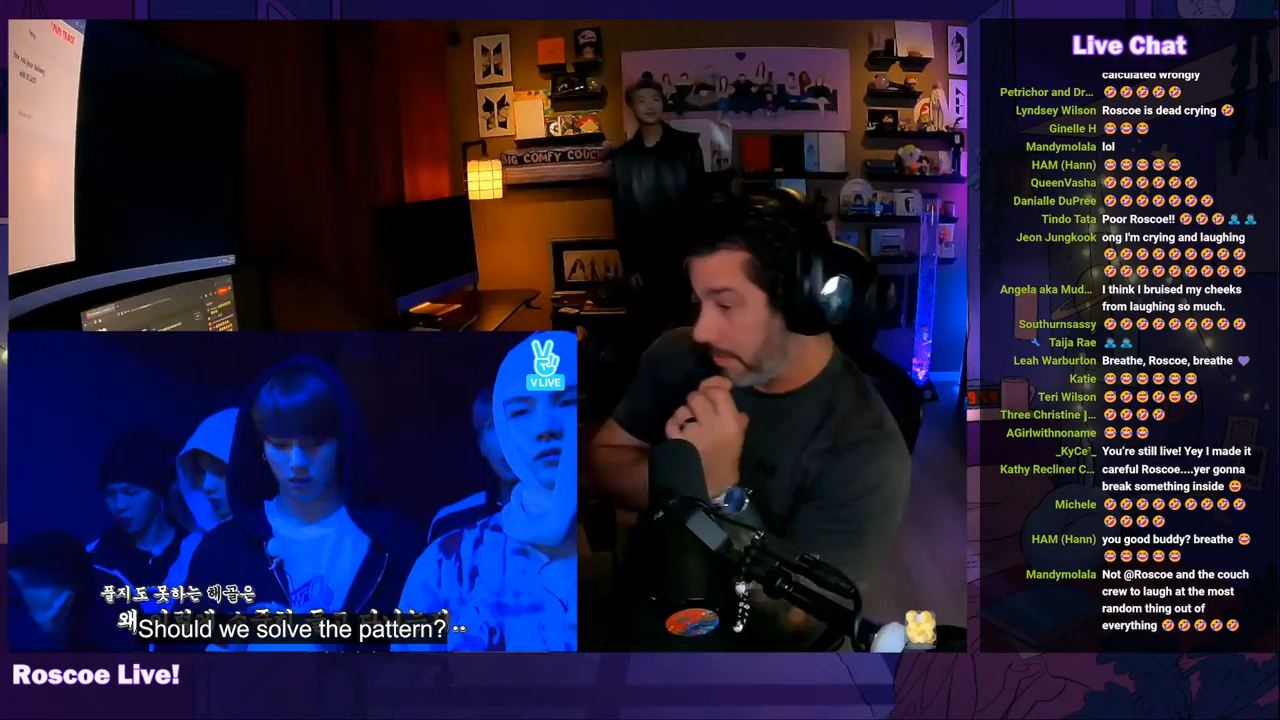 Live Chat
calculated wrongly
Petrichor and Dr...
Lyndsey Wilson Roscoe is dead crying
Ginelle H
Mandymolala lol
HAM (Hann)
QueenVasha
Danialle DuPree
Tindo Tata Poor Roscoe!!
Jeon Jungkook ong I'm crying and laughing
Angela aka Mud... I think I bruised my cheeks
from laughing so much.
Southurnsassy
Taija Rae
Leah Warburton Breathe, Roscoe, breathe
Katie
Teri Wilson
Three Christine |...
AGirlwithnoname
_KyCe⁷_ You're still live! Yey I made it
Kathy Recliner C... careful Roscoe....yer gonna
break something inside
Michele
HAM (Hann) you good buddy? breathe
Mandymolala Not @Roscoe and the couch
crew to laugh at the most
random thing out of
everything
BIG COMFY COUCH
V LIVE
풀지도 못하는 해골은
왜
Should we solve the pattern?
Roscoe Live!